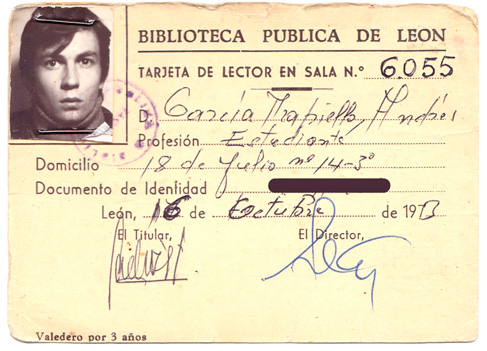 BIBLIOTECA PUBLICA DE LEON
TARJETA DE LECTOR EN SALA N.º 6.055
D. García Trapiello, Andrés
Profesión Estudiante
Domicilio 18 de Julio nº 14-3º
Documento de Identidad
León, 16 de Octubre de 197
El Titular, El Director,
Valedero por 3 años